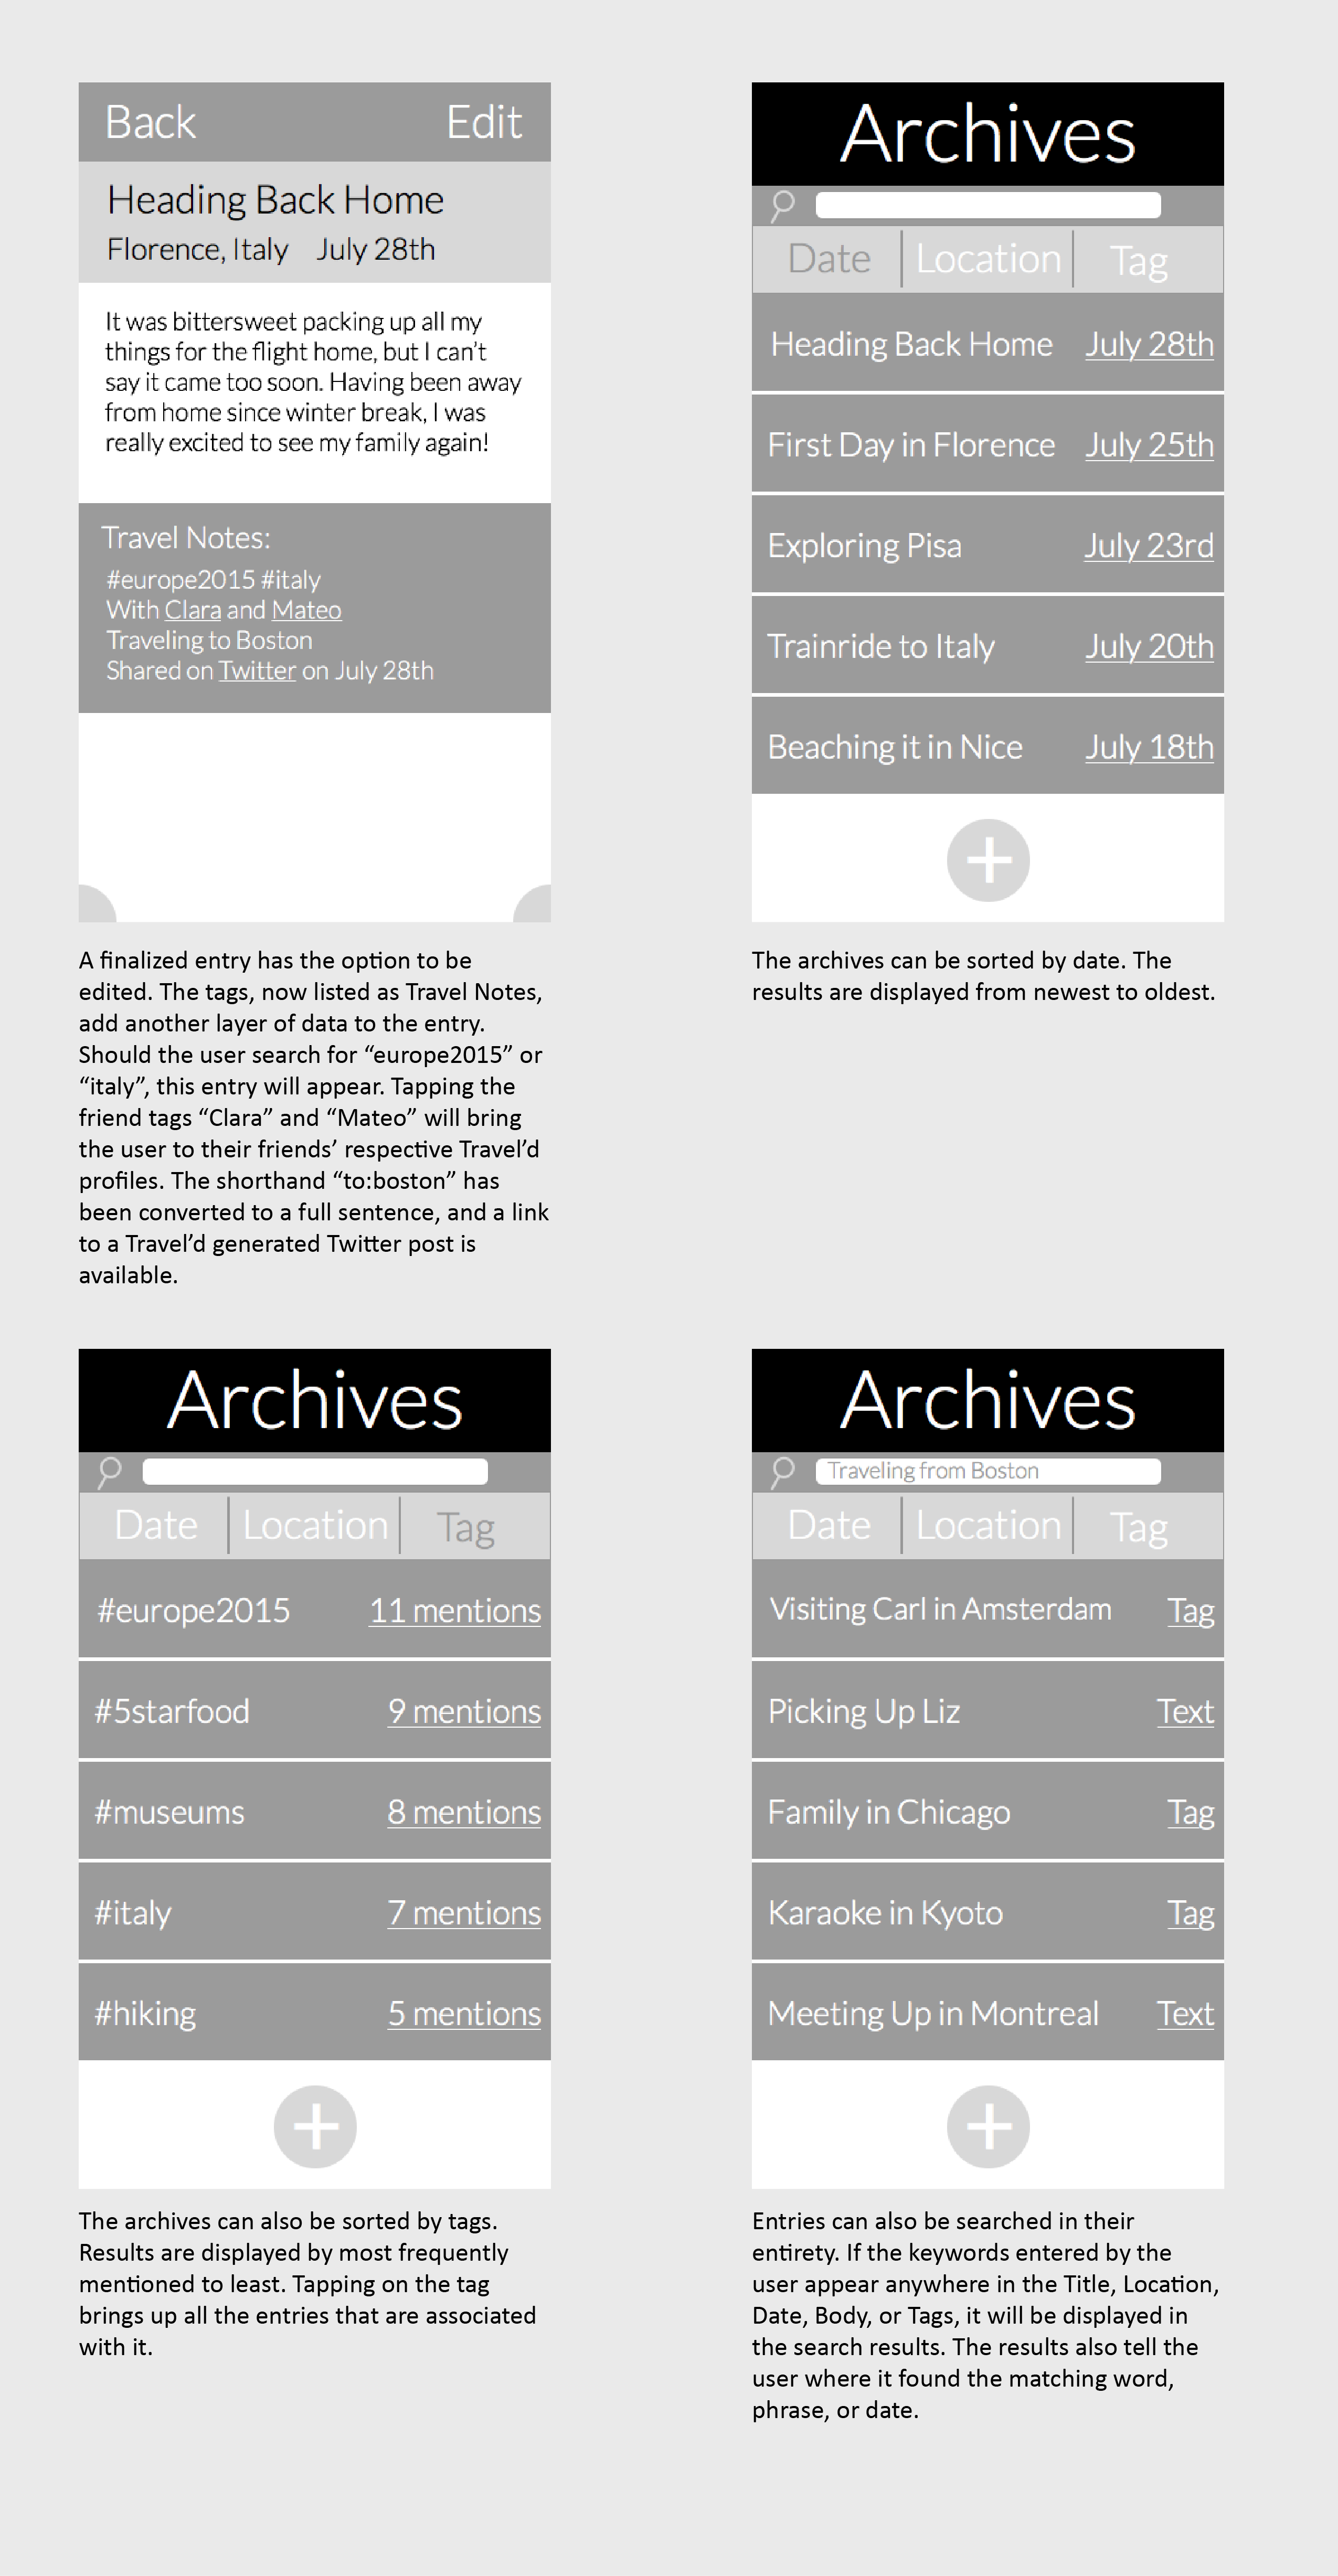 Back Edit
Heading Back Home
Florence, Italy July 28th
It was bittersweet packing up all my
things for the flight home, but I can't
say it came too soon. Having been away
from home since winter break, I was
really excited to see my family again!
Travel Notes:
#europe2015 #italy
With Clara and Mateo
Traveling to Boston
Shared on Twitter on July 28th
A finalized entry has the option to be
edited. The tags, now listed as Travel Notes,
add another layer of data to the entry.
Should the user search for “europe2015” or
“italy”, this entry will appear. Tapping the
friend tags “Clara” and “Mateo” will bring
the user to their friends’ respective Travel’d
profiles. The shorthand “to:boston” has
been converted to a full sentence, and a link
to a Travel’d generated Twitter post is
available.
Archives
Date Location Tag
Heading Back Home July 28th
First Day in Florence July 25th
Exploring Pisa July 23rd
Trainride to Italy July 20th
Beaching it in Nice July 18th
The archives can be sorted by date. The
results are displayed from newest to oldest.
Archives
Date Location Tag
#europe2015 11 mentions
#5starfood 9 mentions
#museums 8 mentions
#italy 7 mentions
#hiking 5 mentions
The archives can also be sorted by tags.
Results are displayed by most frequently
mentioned to least. Tapping on the tag
brings up all the entries that are associated
with it.
Archives
Traveling from Boston
Date Location Tag
Visiting Carl in Amsterdam Tag
Picking Up Liz Text
Family in Chicago Tag
Karaoke in Kyoto Tag
Meeting Up in Montreal Text
Entries can also be searched in their
entirety. If the keywords entered by the
user appear anywhere in the Title, Location,
Date, Body, or Tags, it will be displayed in
the search results. The results also tell the
user where it found the matching word,
phrase, or date.